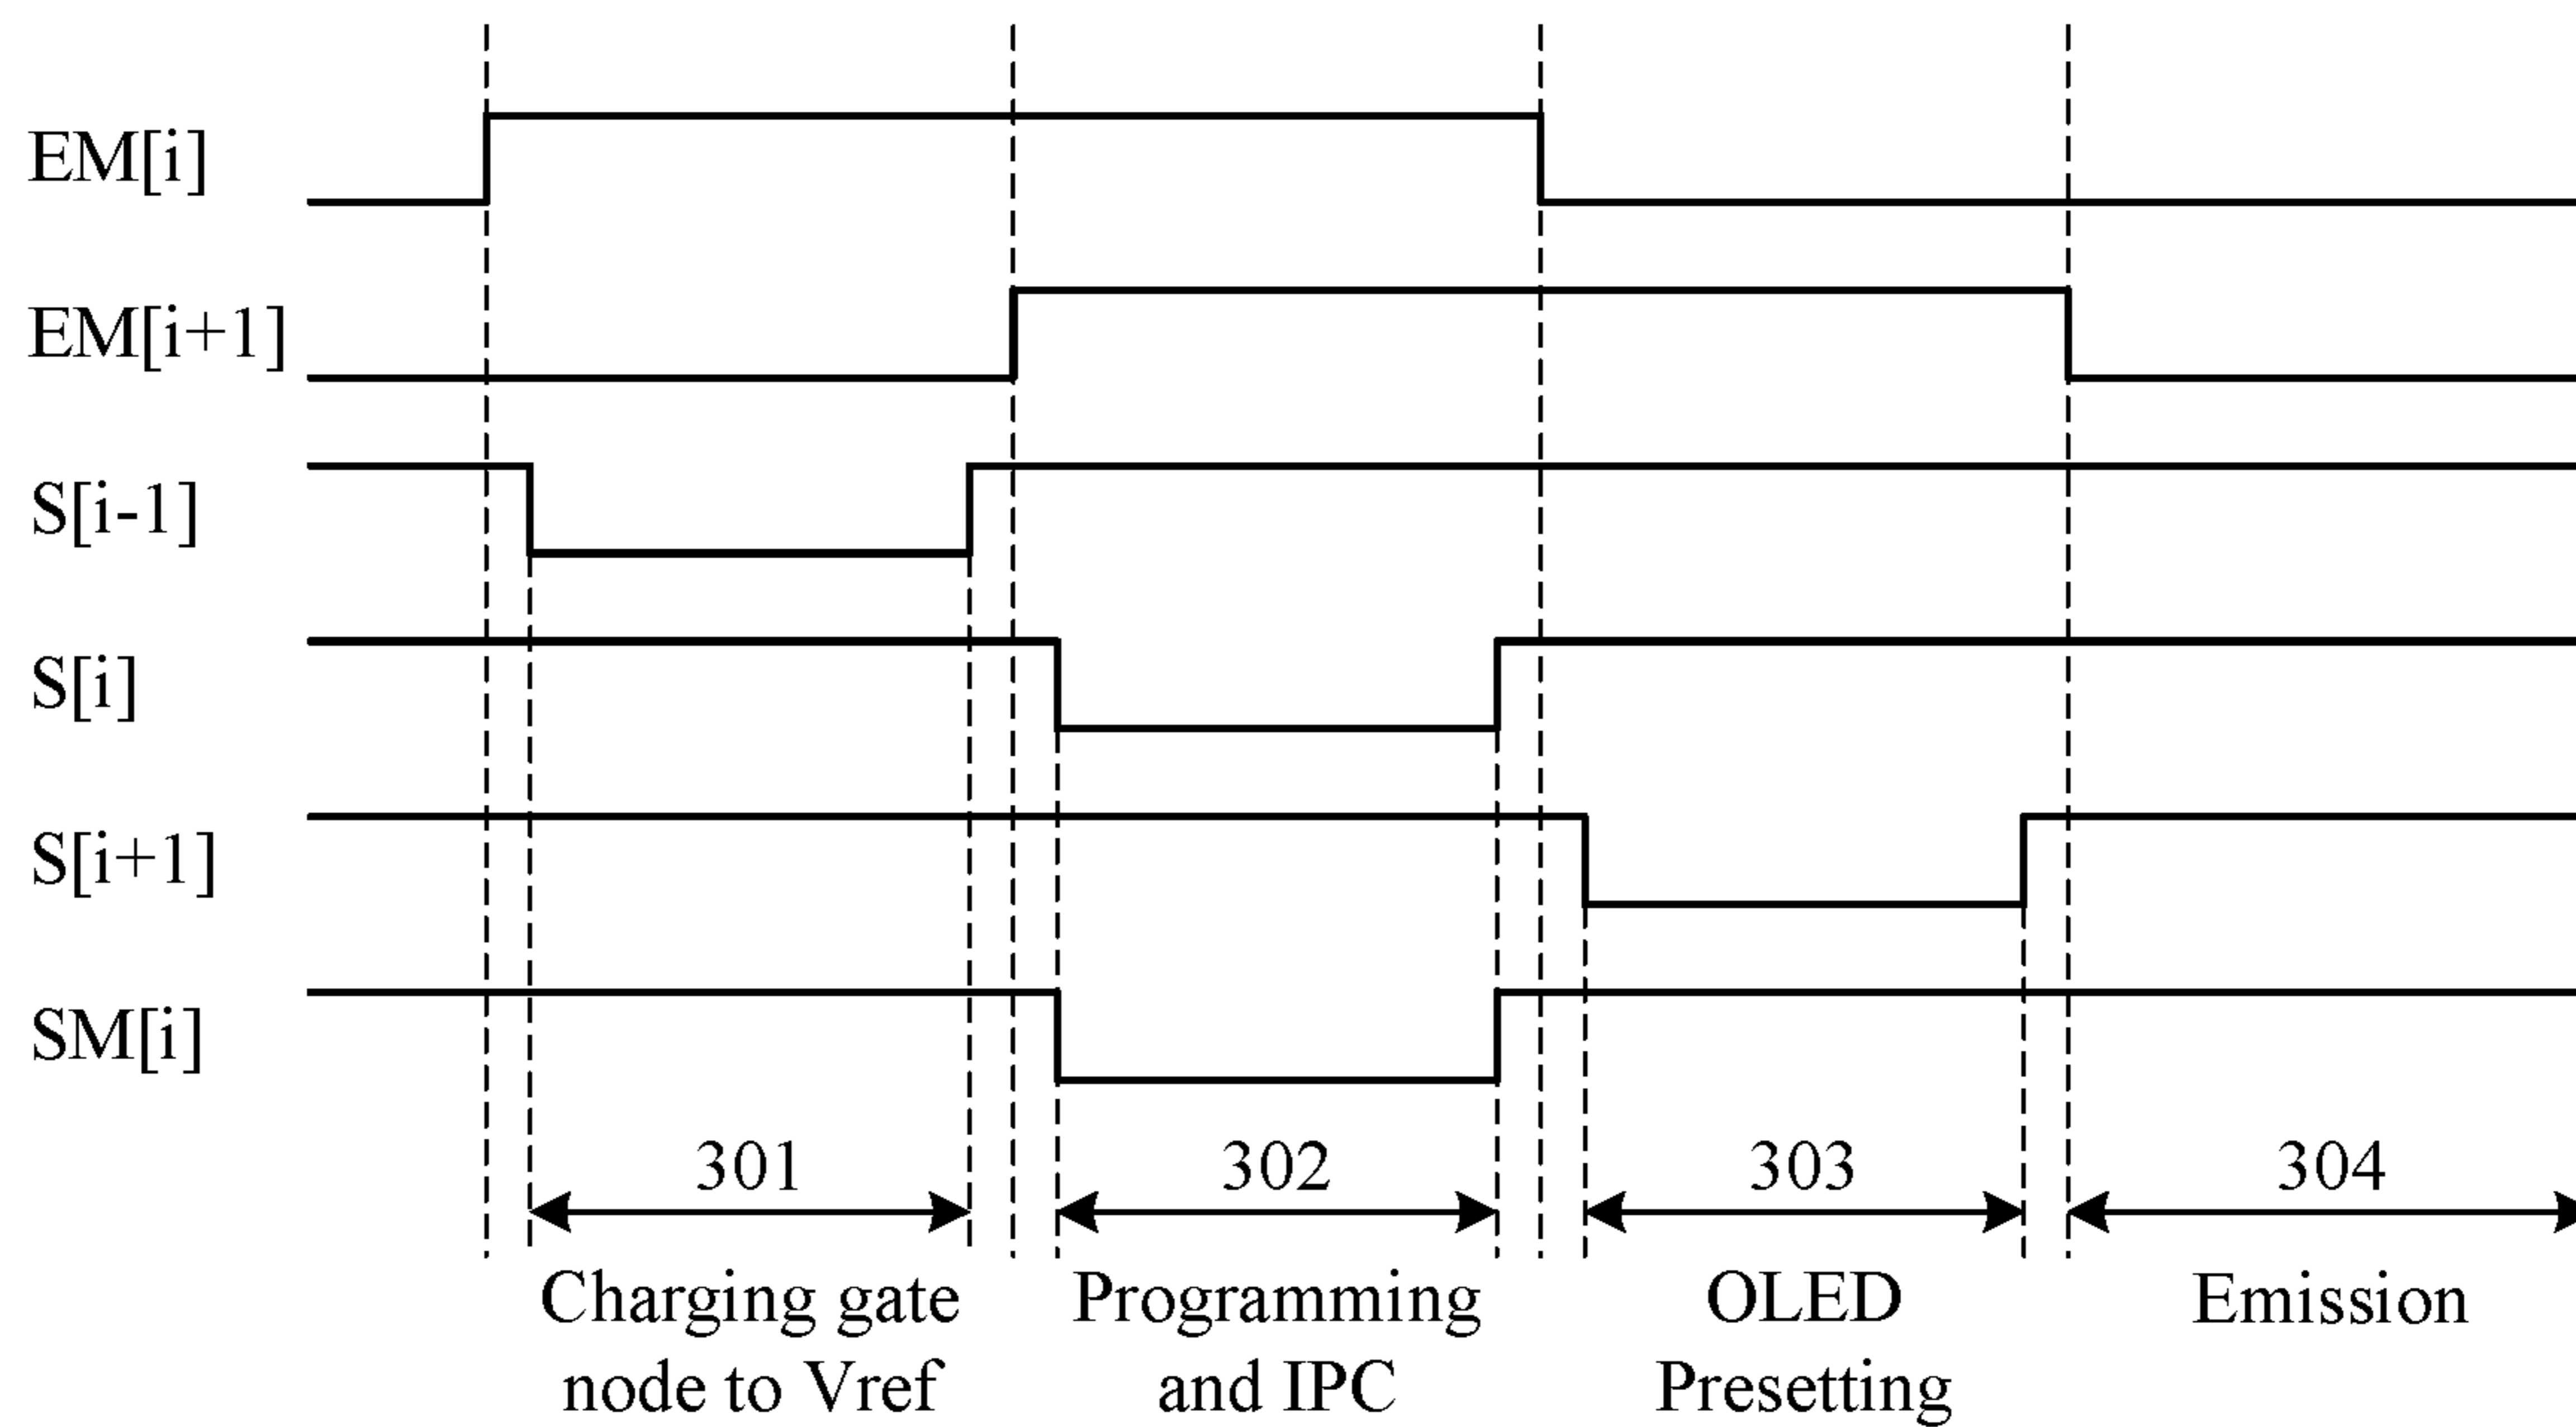 EM[i]
EM[i+1]
S[i-1]
S[i]
S[i+1]
SM[i]
301
302
303
304
Charging gate
node to Vref
Programming
and IPC
OLED
Presetting
Emission